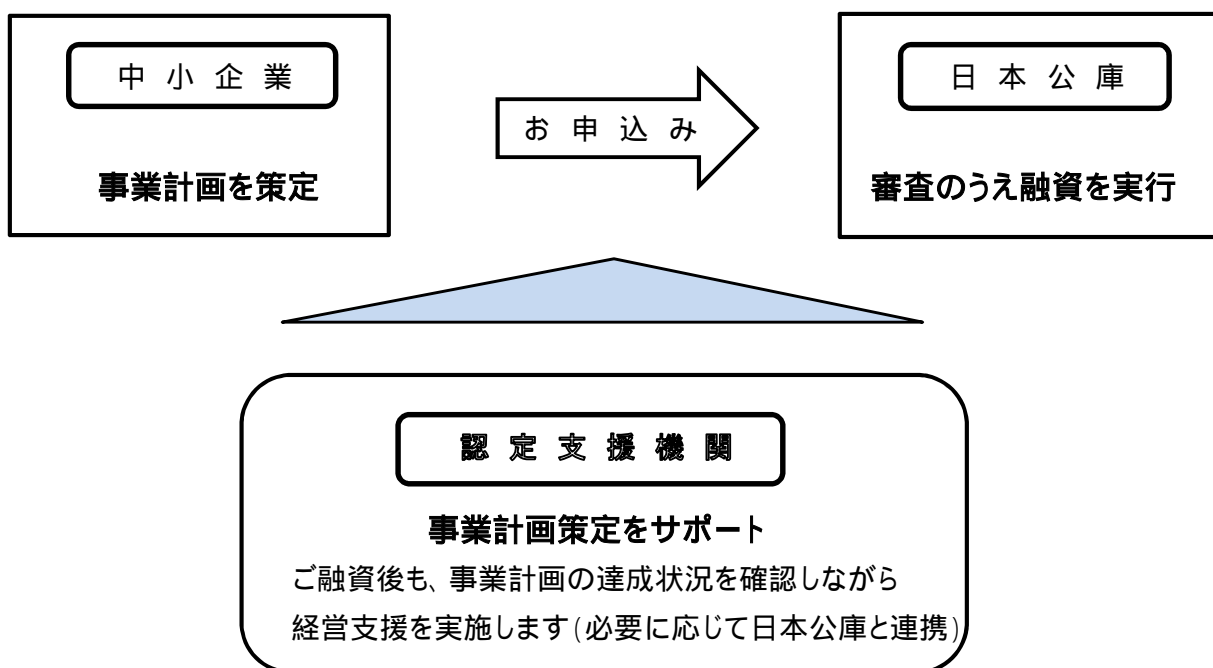 中小企業
事業計画を策定
お申込み
日本公庫
審査のうえ融資を実行
認定支援機関
事業計画策定をサポート
ご融資後も、事業計画の達成状況を確認しながら
経営支援を実施します(必要に応じて日本公庫と連携)